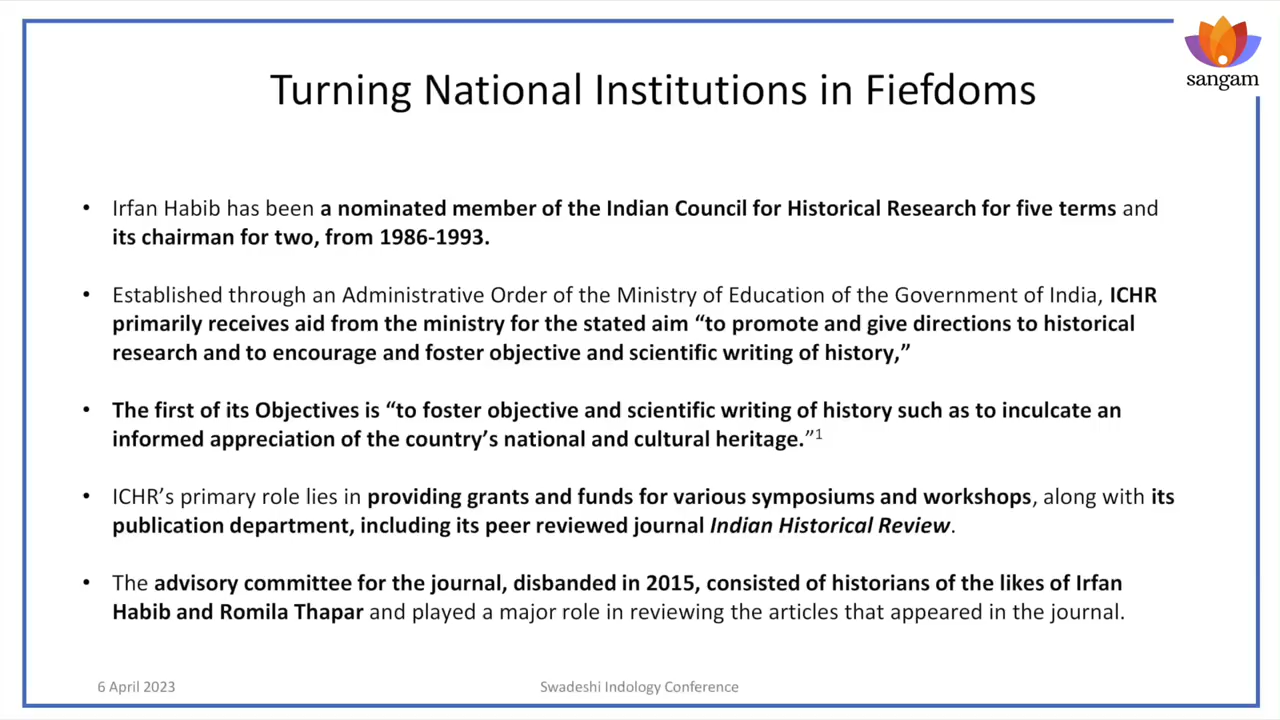 sangam
Turning National Institutions in Fiefdoms
• Irfan Habib has been a nominated member of the Indian Council for Historical Research for five terms and
its chairman for two, from 1986-1993.
• Established through an Administrative Order of the Ministry of Education of the Government of India, ICHR
primarily receives aid from the ministry for the stated aim “to promote and give directions to historical
research and to encourage and foster objective and scientific writing of history,”
• The first of its Objectives is “to foster objective and scientific writing of history such as to inculcate an
informed appreciation of the country’s national and cultural heritage.”1
• ICHR’s primary role lies in providing grants and funds for various symposiums and workshops, along with its
publication department, including its peer reviewed journal Indian Historical Review.
• The advisory committee for the journal, disbanded in 2015, consisted of historians of the likes of Irfan
Habib and Romila Thapar and played a major role in reviewing the articles that appeared in the journal.
6 April 2023
Swadeshi Indology Conference